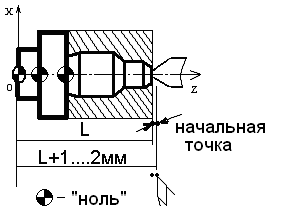 x
o
z
L
начальная
точка
L+1....2мм
- "ноль"